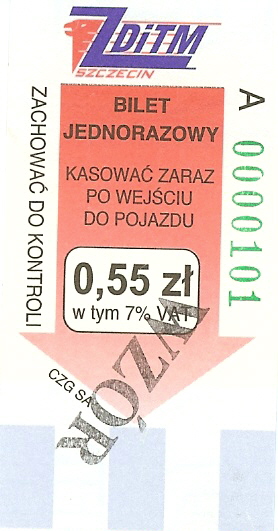 ZDiTM
SZCZECIN
BILET
JEDNORAZOWY
KASOWAĆ ZARAZ
PO WEJŚCIU
DO POJAZDU
0,55 zł
w tym 7% VAT
ZACHOWAĆ DO KONTROLI
A 0000101
CZG SA
WZÓR